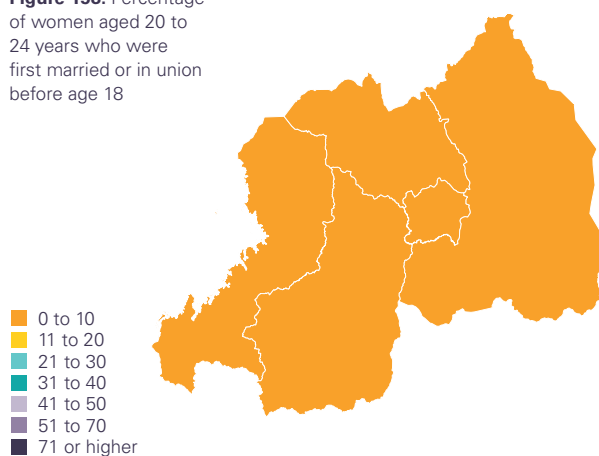 Percentage
of women aged 20 to
24 years who were
first married or in union
before age 18
0 to 10
11 to 20
21 to 30
31 to 40
41 to 50
51 to 70
71 or higher